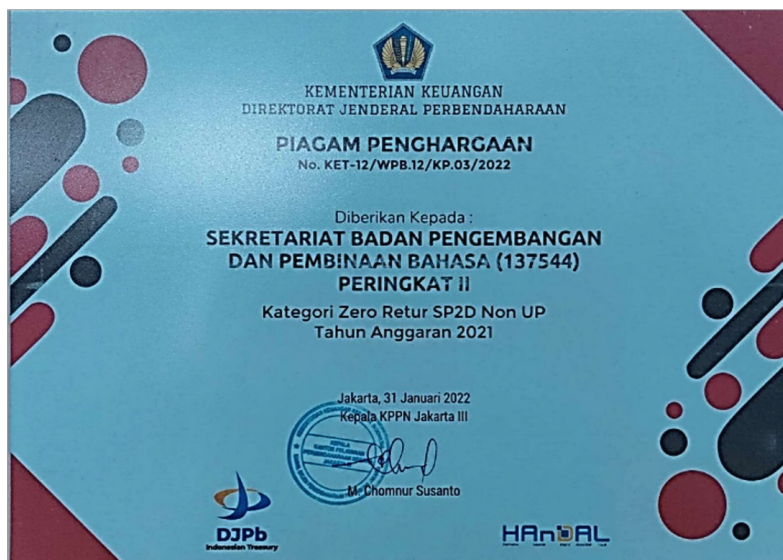 KEMENTERIAN KEUANGAN
DIREKTORAT JENDERAL PERBENDAHARAAN
PIAGAM PENGHARGAAN
No. KET-12/WPB.12/KP.03/2022
Diberikan Kepada :
SEKRETARIAT BADAN PENGEMBANGAN
DAN PEMBINAAN BAHASA (137544)
PERINGKAT II
Kategori Zero Retur SP2D Non UP
Tahun Anggaran 2021
Jakarta, 31 Januari 2022
Kepala KPPN Jakarta III
KEPALA
M. Chomnur Susanto
DJPb
Indonesian Treasury
HAnDAL